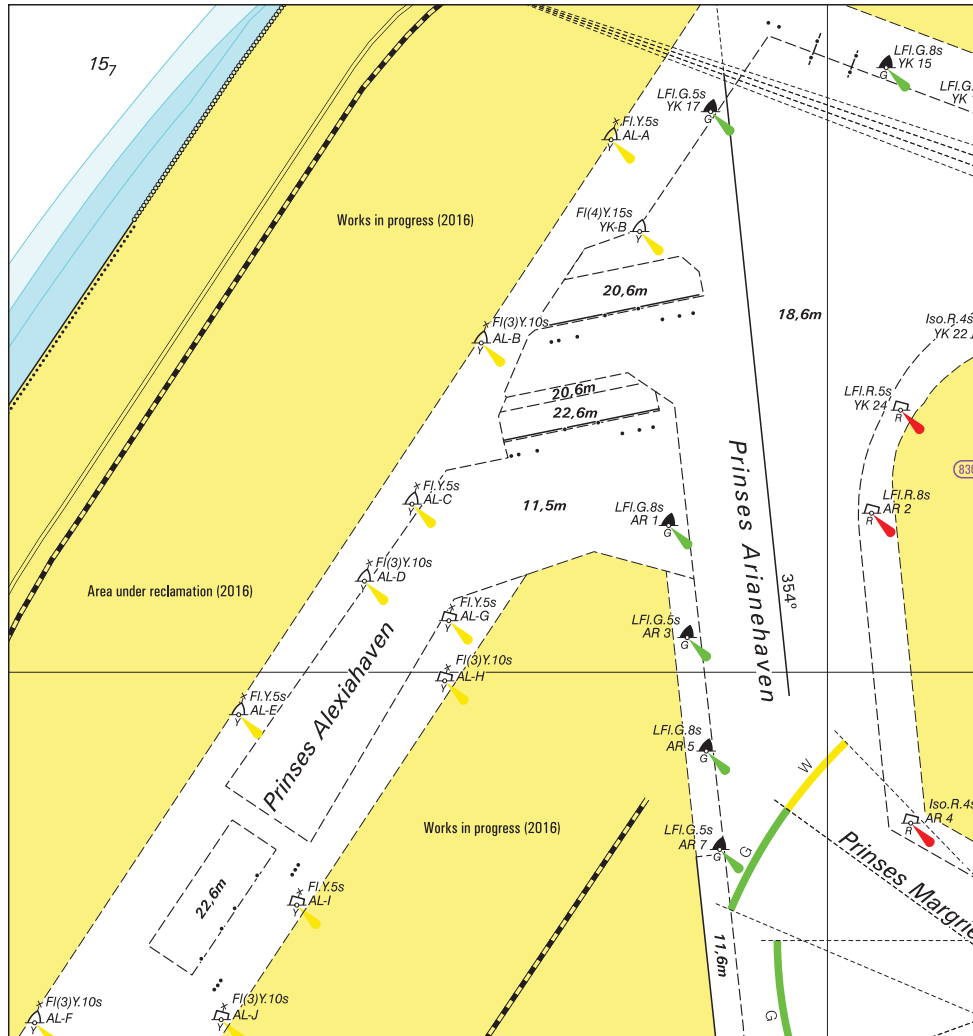 15₇
LFl.G.8s
YK 15
LFl.G.
YK
LFl.G.5s
YK 17
G
G
Fl.Y.5s
AL-A
Y
Works in progress (2016)
Fl(4)Y.15s
YK-B
Y
20,6m
18,6m
Fl(3)Y.10s
AL-B
Y
Iso.R.4s
YK 22
20,6m
22,6m
LFl.R.5s
YK 24
R
Prinses Arianehaven
354°
830
Fl.Y.5s
AL-C
Y
11,5m
LFl.G.8s
AR 1
G
LFl.R.8s
AR 2
R
Fl(3)Y.10s
AL-D
Y
Area under reclamation (2016)
Fl.Y.5s
AL-G
Y
LFl.G.5s
AR 3
G
Prinses Alexiahaven
Fl(3)Y.10s
AL-H
Y
Fl.Y.5s
AL-E
Y
LFl.G.8s
AR 5
G
W
Iso.R.4s
AR 4
R
Works in progress (2016)
LFl.G.5s
AR 7
G
G
Prinses Margrie
22,6m
Fl.Y.5s
AL-I
Y
11,6m
Fl(3)Y.10s
AL-F
Y
Fl(3)Y.10s
AL-J
Y
G